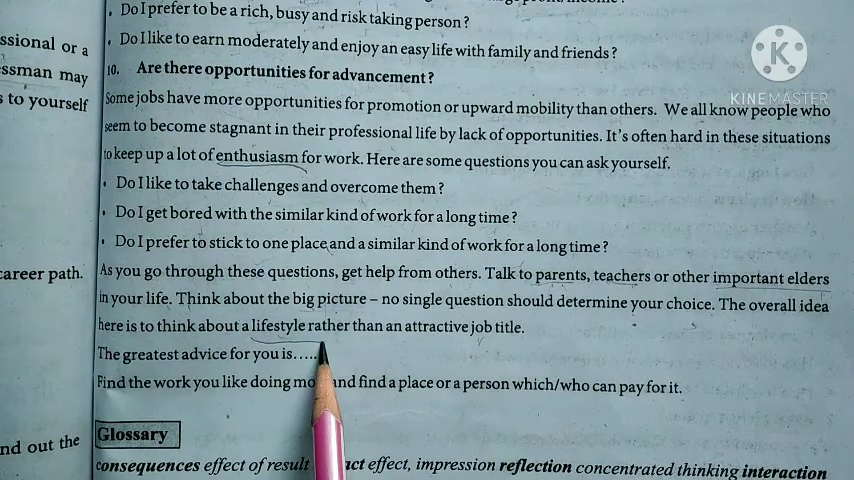 • Do I prefer to be a rich, busy and risk taking person?
• Do I like to earn moderately and enjoy an easy life with family and friends?
10. Are there opportunities for advancement?
Some jobs have more opportunities for promotion or upward mobility than others. We all know people who
seem to become stagnant in their professional life by lack of opportunities. It's often hard in these situations
to keep up a lot of enthusiasm for work. Here are some questions you can ask yourself.
• Do I like to take challenges and overcome them?
• Do I get bored with the similar kind of work for a long time?
• Do I prefer to stick to one place and a similar kind of work for a long time?
As you go through these questions, get help from others. Talk to parents, teachers or other important elders
in your life. Think about the big picture – no single question should determine your choice. The overall idea
here is to think about a lifestyle rather than an attractive job title.
The greatest advice for you is.....
Find the work you like doing and find a place or a person which/who can pay for it.
Glossary
consequences effect of result effect, impression reflection concentrated thinking interaction
ssional or a
ssman may
s to yourself
career path.
nd out the
KINEMASTER
K